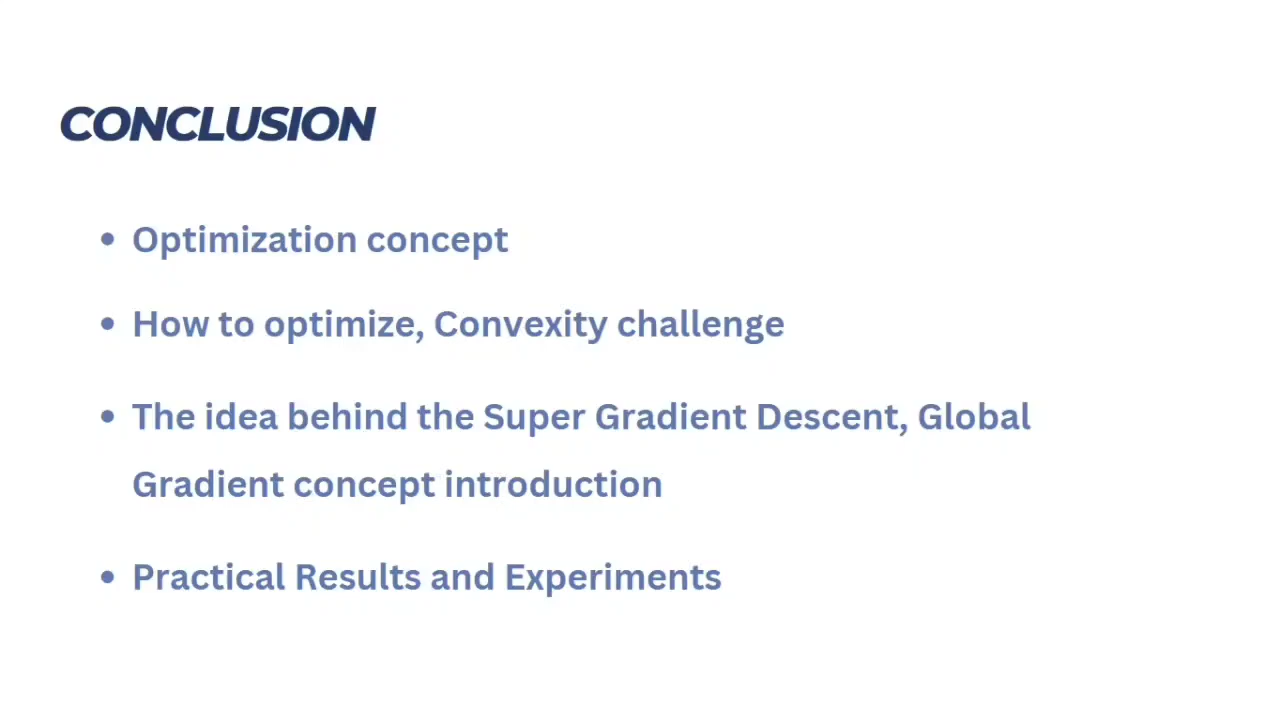 CONCLUSION
• Optimization concept
• How to optimize, Convexity challenge
• The idea behind the Super Gradient Descent, Global
Gradient concept introduction
• Practical Results and Experiments